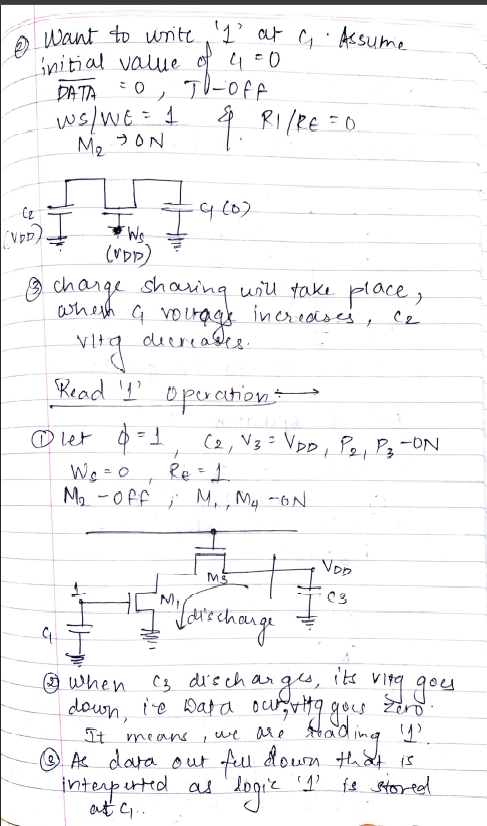 ② Want to write '1' at C1. Assume
initial value of C1 = 0
D̅A̅T̅A̅ = 0, T1-OFF
WS/WE = 1 & R1/RE = 0
M2 → ON
C2
(VDD)
WS
(VDD)
C1 (0)
③ charge sharing will take place,
where C1 voltage increases, C2
vltg decreases.
Read '1' operation:→
① let ϕ = 1, C2, V3 = VDD, P2, P3 -ON
Ws = 0, RE = 1
M2 - OFF ; M1, M4 -ON
M3
VDD
C3
1
M1
discharge
C1
② When C3 discharges, its vltg goes
down, i.e Data out vltg goes Zero.
It means, we are reading '1'.
③ As data out fell down that is
interpreted as logic '1' is stored
at C1..